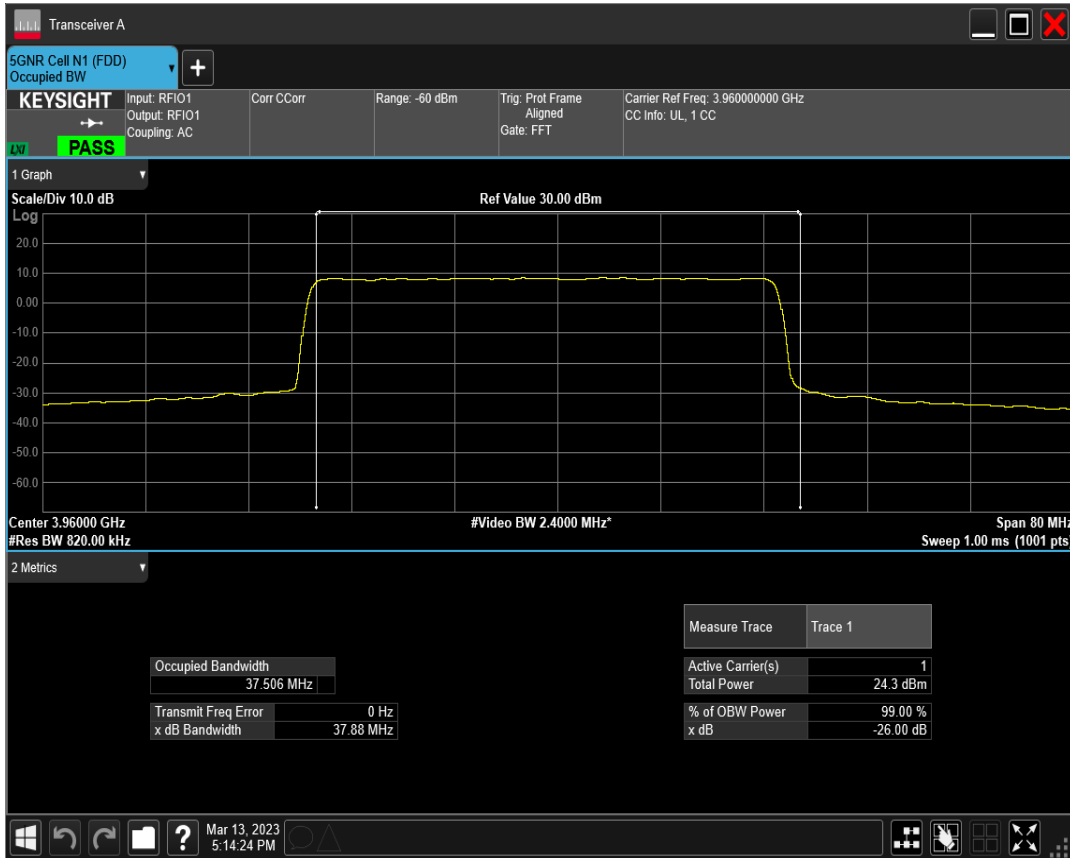 Transceiver A
5GNR Cell N1 (FDD)
Occupied BW
+
KEYSIGHT
LXI
PASS
Input: RFIO1
Output: RFIO1
Coupling: AC
Corr CCorr
Range: -60 dBm
Trig: Prot Frame
Aligned
Gate: FFT
Carrier Ref Freq: 3.960000000 GHz
CC Info: UL, 1 CC
1 Graph
Scale/Div 10.0 dB
Ref Value 30.00 dBm
Log
20.0
10.0
0.00
-10.0
-20.0
-30.0
-40.0
-50.0
-60.0
Center 3.96000 GHz
#Video BW 2.4000 MHz*
Span 80 MHz
#Res BW 820.00 kHz
Sweep 1.00 ms (1001 pts)
2 Metrics
Measure Trace Trace 1
Occupied Bandwidth
37.506 MHz
Active Carrier(s) 1
Total Power 24.3 dBm
Transmit Freq Error 0 Hz
x dB Bandwidth 37.88 MHz
% of OBW Power 99.00 %
x dB -26.00 dB
?
Mar 13, 2023
5:14:24 PM